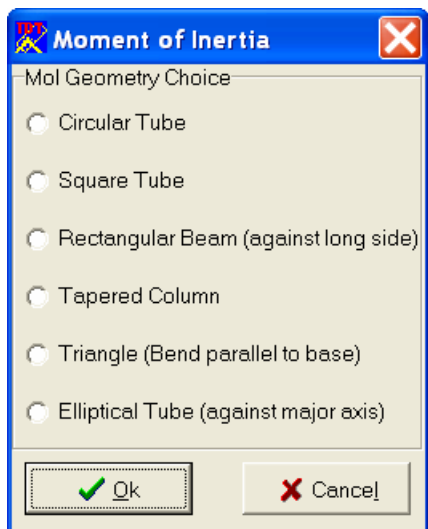 Moment of Inertia
MoI Geometry Choice
Circular Tube
Square Tube
Rectangular Beam (against long side)
Tapered Column
Triangle (Bend parallel to base)
Elliptical Tube (against major axis)
Ok
Cancel